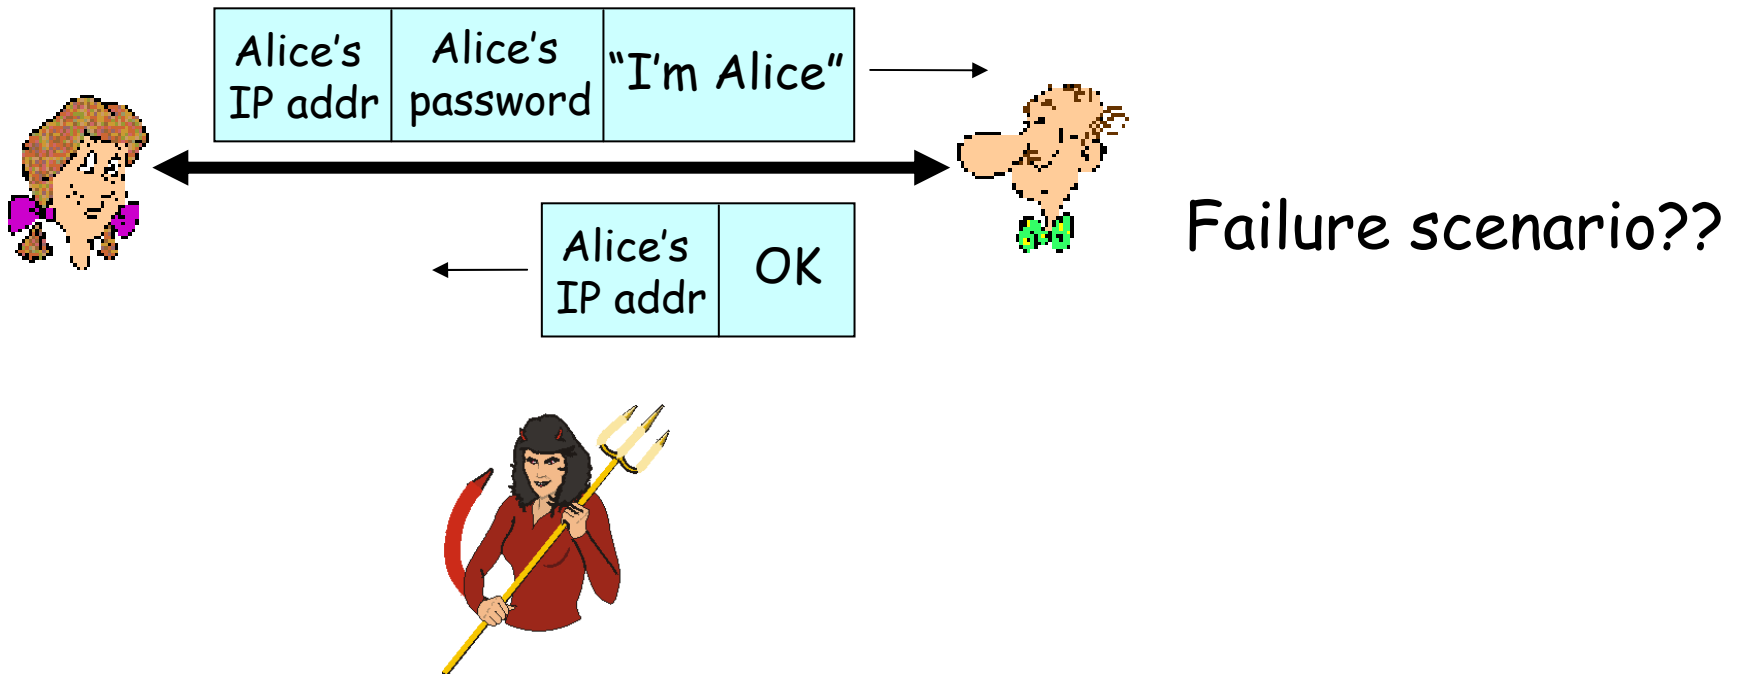 Alice’s
IP addr
Alice’s
password
“I’m Alice”
Alice’s
IP addr
OK
Failure scenario??